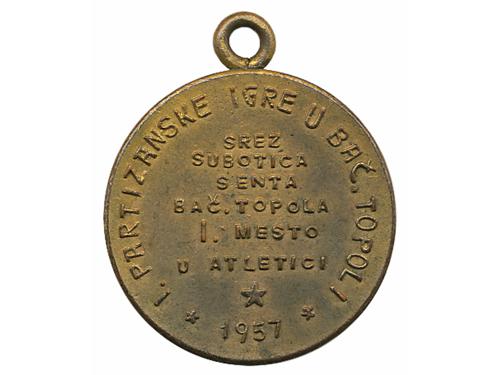 I. PARTIZANSKE IGRE U BAČ. TOPOLI
SREZ
SUBOTICA
SENTA
BAČ. TOPOLA
I. MESTO
U ATLETICI
1957